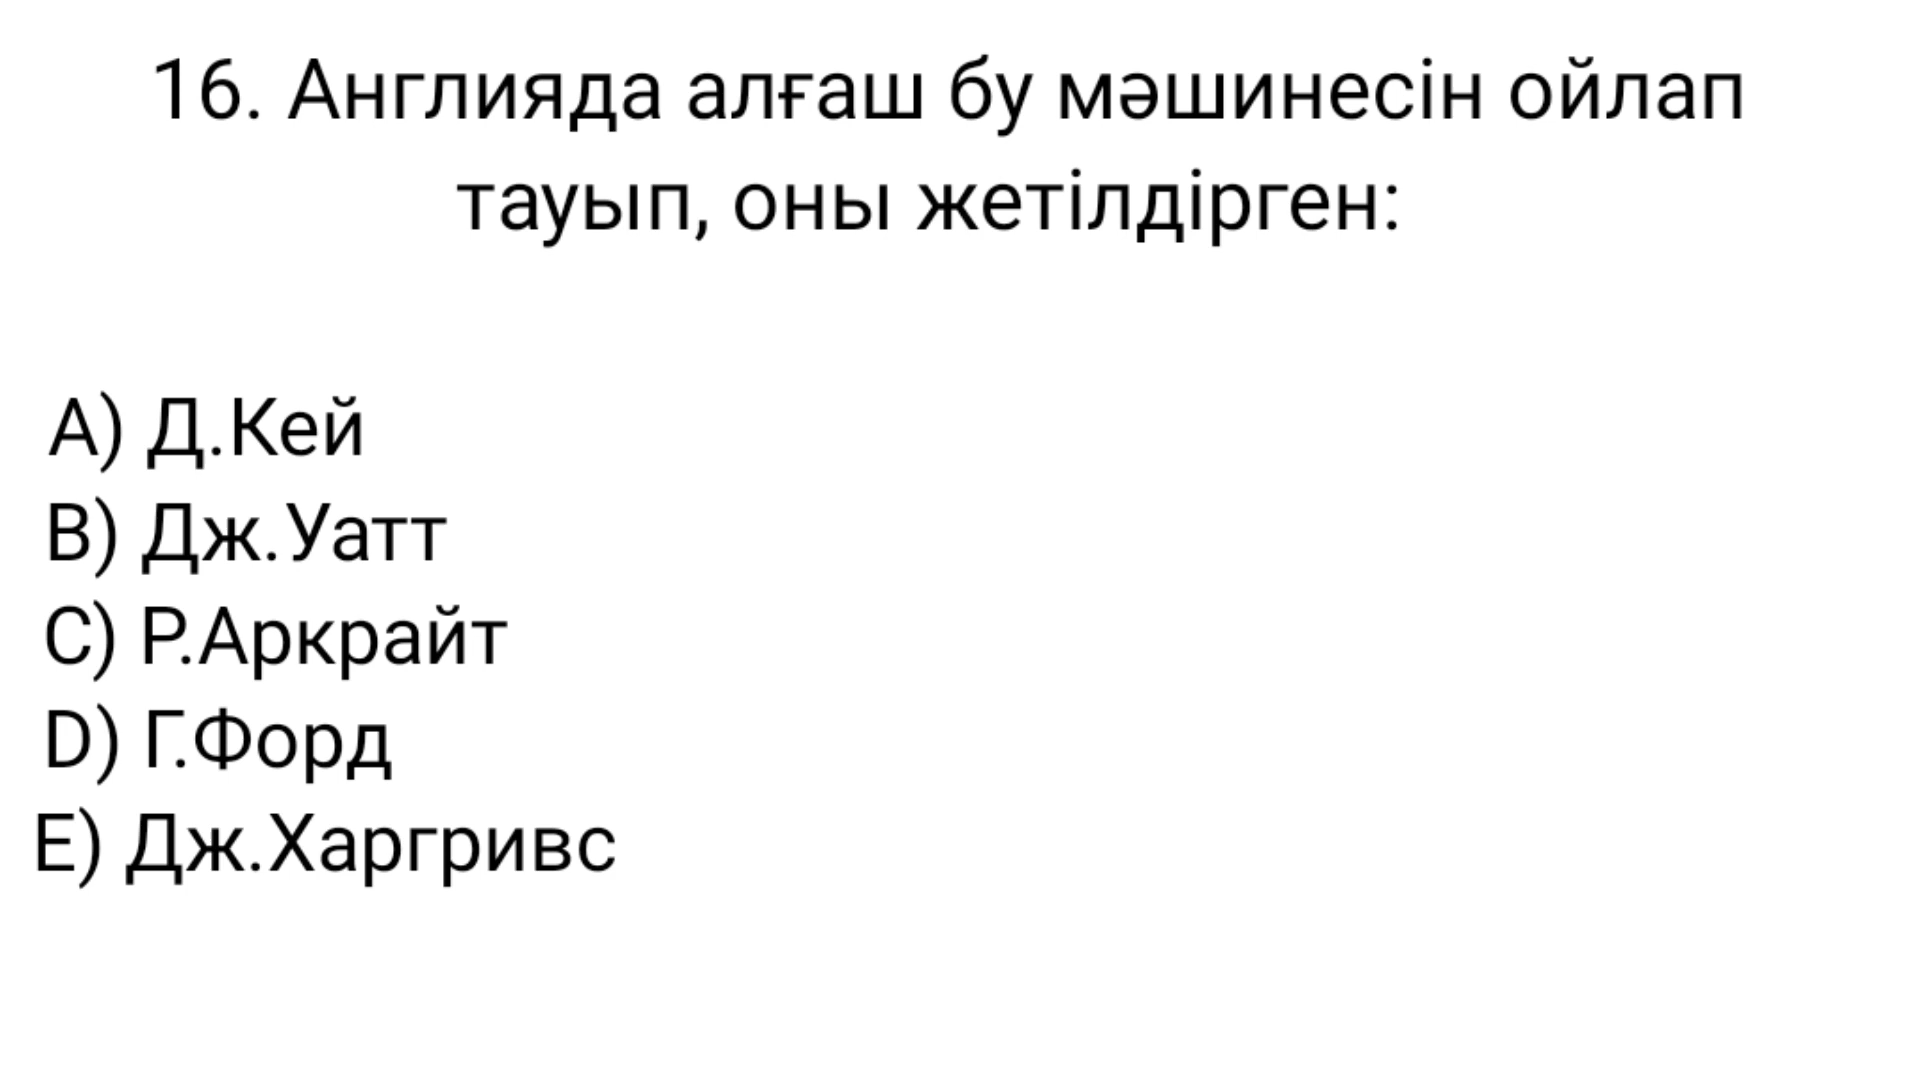 16. Англияда алғаш бу мәшинесін ойлап
тауып, оны жетілдірген:
A) Д.Кей
B) Дж.Уатт
C) Р.Аркрайт
D) Г.Форд
E) Дж.Харгривс